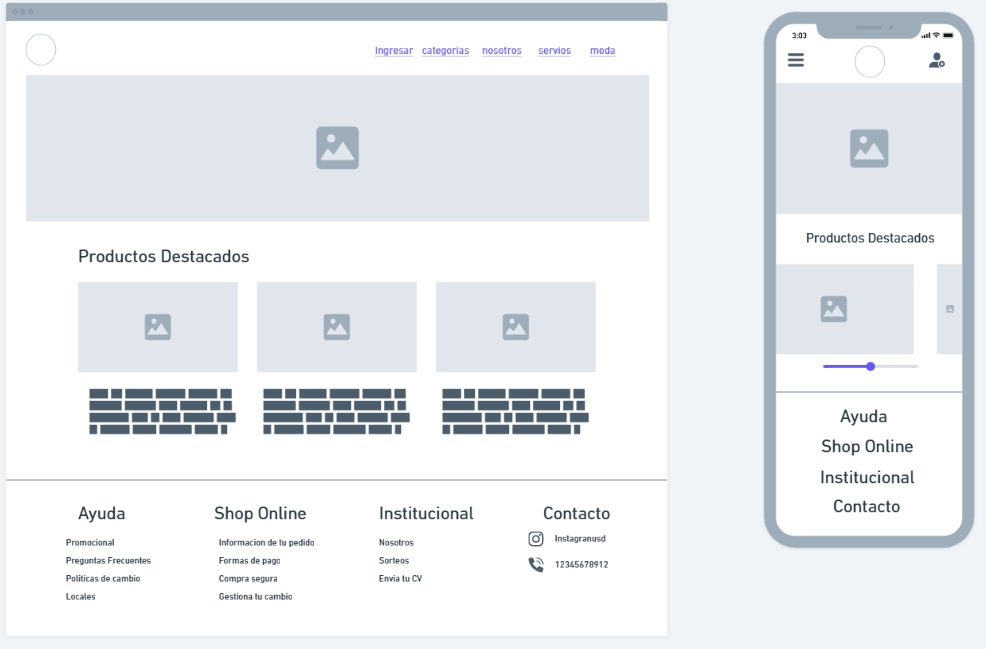 Ingresar categorias nosotros servios moda
Productos Destacados
Ayuda
Promocional
Preguntas Frecuentes
Politicas de cambio
Locales
Shop Online
Informacion de tu pedido
Formas de pago
Compra segura
Gestiona tu cambio
Institucional
Nosotros
Sorteos
Envia tu CV
Contacto
Instagranusd
12345678912
3:03
Productos Destacados
Ayuda
Shop Online
Institucional
Contacto